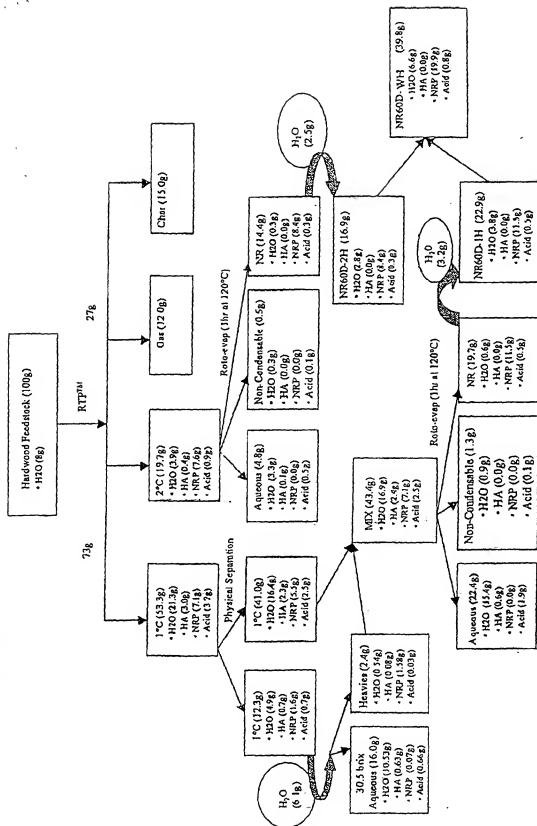 Hardwood Feedstock (100g)
• H2O (8g)
RTP™
73g
27g
1°C (53.3g)
• H2O (21.3g)
• HA (3.0g)
• NRP (7.1g)
• Acid (3.7g)
2°C (19.7g)
• H2O (3.9g)
• HA (0.4g)
• NRP (7.6g)
• Acid (0.9g)
Gas (12.0g)
Char (15.0g)
Physical Separation
Roto-evap (1hr at 120°C)
1°C (12.3g)
• H2O (4.9g)
• HA (0.7g)
• NRP (1.6g)
• Acid (0.7g)
1°C (41.0g)
• H2O (16.4g)
• HA (2.3g)
• NRP (5.5g)
• Acid (2.5g)
Aqueous (4.8g)
• H2O (3.3g)
• HA (0.1g)
• NRP (0.0g)
• Acid (0.5g)
Non-Condensable (0.5g)
• H2O (0.3g)
• HA (0.0g)
• NRP (0.0g)
• Acid (0.1g)
NR (14.4g)
• H2O (0.3g)
• HA (0.0g)
• NRP (8.4g)
• Acid (0.3g)
H₂O
(6.1g)
H₂O
(2.5g)
30.5 brix
Aqueous (16.0g)
• H2O (10.53g)
• HA (0.63g)
• NRP (0.07g)
• Acid (0.66g)
Heavies (2.4g)
• H2O (0.54g)
• HA (0.08g)
• NRP (1.58g)
• Acid (0.03g)
MIX (43.4g)
• H2O (16.9g)
• HA (2.4g)
• NRP (7.1g)
• Acid (2.5g)
NR60D-2H (16.9g)
• H2O (2.8g)
• HA (0.0g)
• NRP (8.4g)
• Acid (0.3g)
Roto-evap (1hr at 120°C)
Aqueous (22.4g)
• H2O (15.4g)
• HA (0.6g)
• NRP (0.0g)
• Acid (1.9g)
Non-Condensable (1.3g)
• H2O (0.9g)
• HA (0.0g)
• NRP (0.0g)
• Acid (0.1g)
NR (19.7g)
• H2O (0.6g)
• HA (0.0g)
• NRP (11.5g)
• Acid (0.5g)
H₂O
(3.2g)
NR60D-1H (22.9g)
• H2O (3.8g)
• HA (0.0g)
• NRP (11.5g)
• Acid (0.5g)
NR60D-WH (39.8g)
• H2O (6.6g)
• HA (0.0g)
• NRP (19.9g)
• Acid (0.8g)